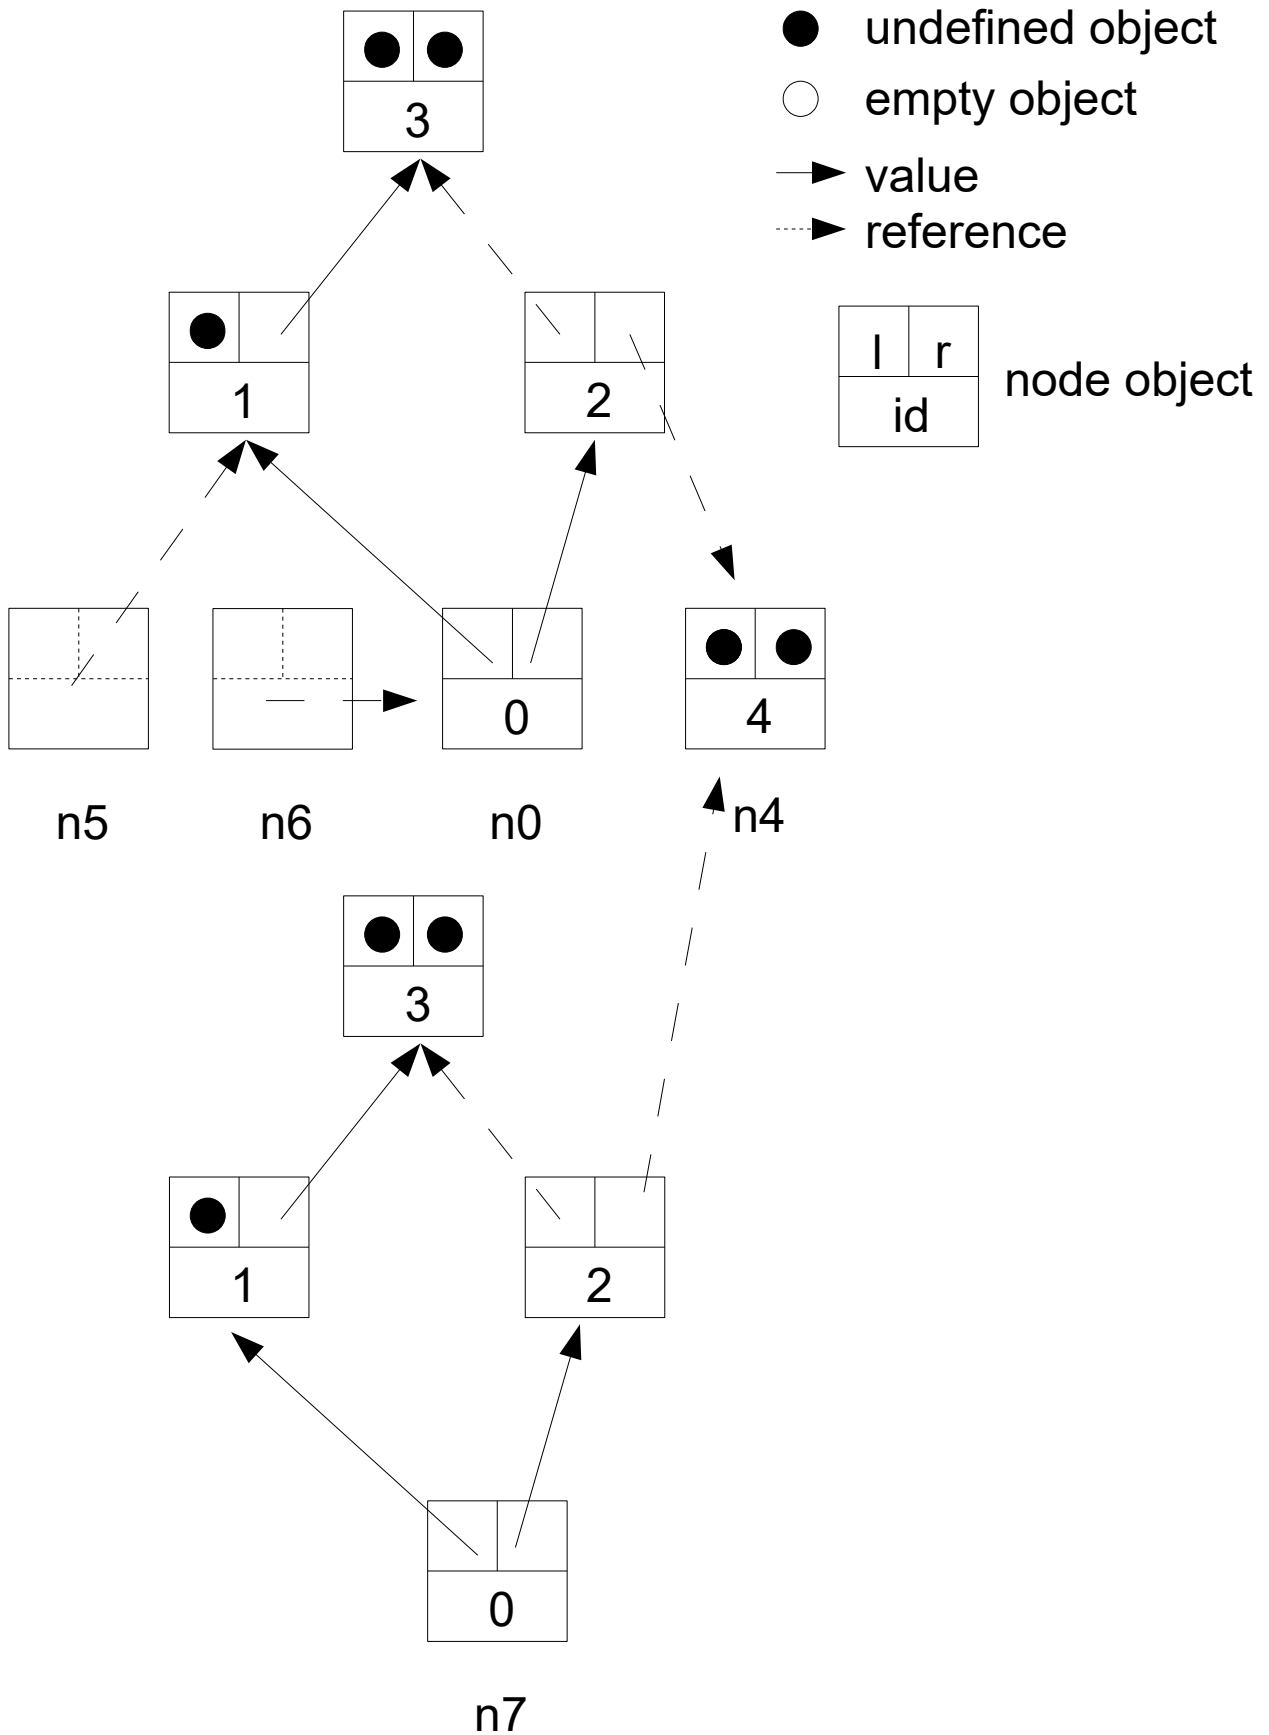 3
undefined object
empty object
value
reference
1
2
l r
id
node object
0
4
n5
n6
n0
n4
3
1
2
0
n7